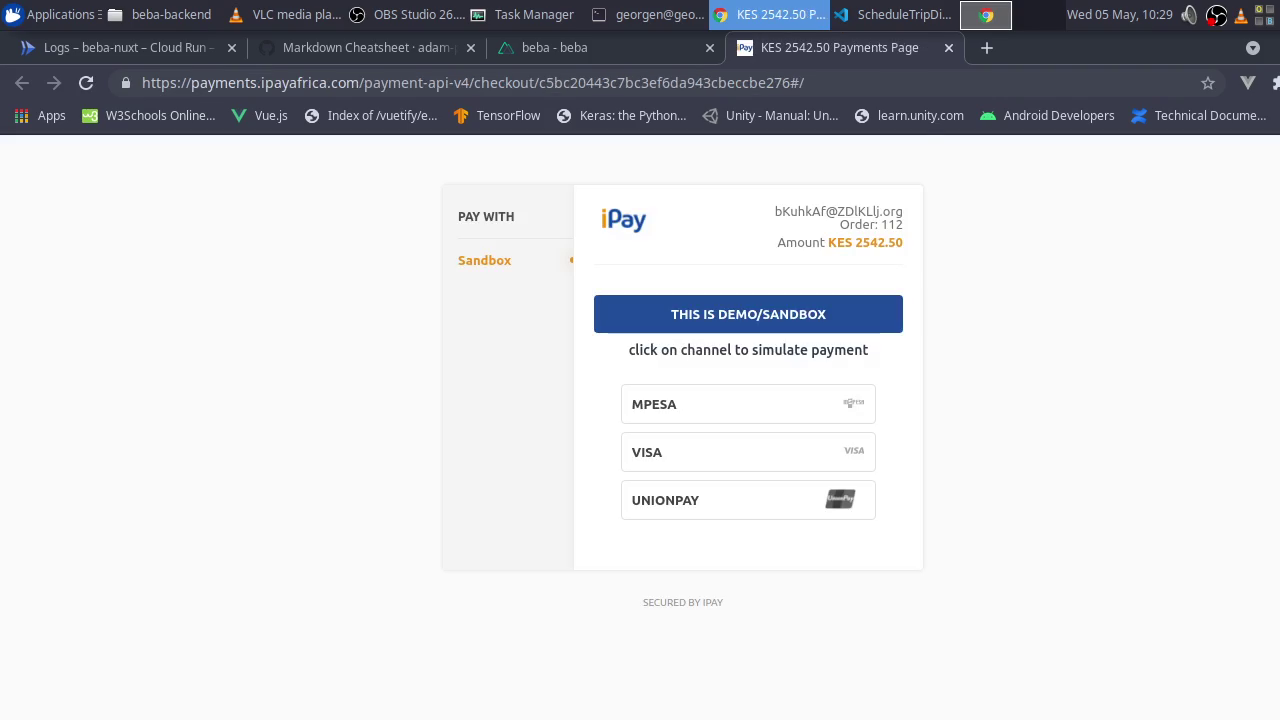 Applications
beba-backend
VLC media pla...
OBS Studio 26....
Task Manager
georgen@geo...
KES 2542.50 P...
ScheduleTripDi...
Wed 05 May, 10:29
Logs – beba-nuxt – Cloud Run –
Markdown Cheatsheet · adam-
beba - beba
iPay
KES 2542.50 Payments Page
https://payments.ipayafrica.com/payment-api-v4/checkout/c5bc20443c7bc3ef6da943cbeccbe276#/
Apps
W3Schools Online...
Vue.js
Index of /vuetify/e...
TensorFlow
Keras: the Python...
Unity - Manual: Un...
learn.unity.com
Android Developers
Technical Docume...
PAY WITH
Sandbox
iPay
bKuhkAf@ZDlKLlj.org
Order: 112
Amount KES 2542.50
THIS IS DEMO/SANDBOX
click on channel to simulate payment
MPESA
VISA
VISA
UNIONPAY
UnionPay
SECURED BY IPAY